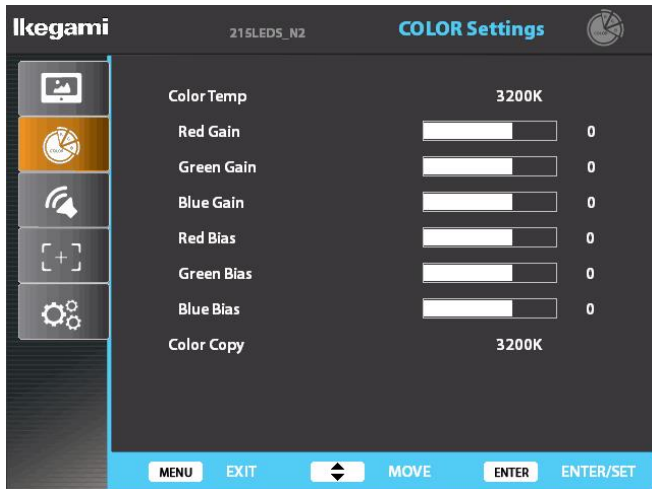 Ikegami 215LEDS_N2 COLOR Settings
Color Temp 3200K
Red Gain 0
Green Gain 0
Blue Gain 0
Red Bias 0
Green Bias 0
Blue Bias 0
Color Copy 3200K
MENU EXIT MOVE ENTER ENTER/SET